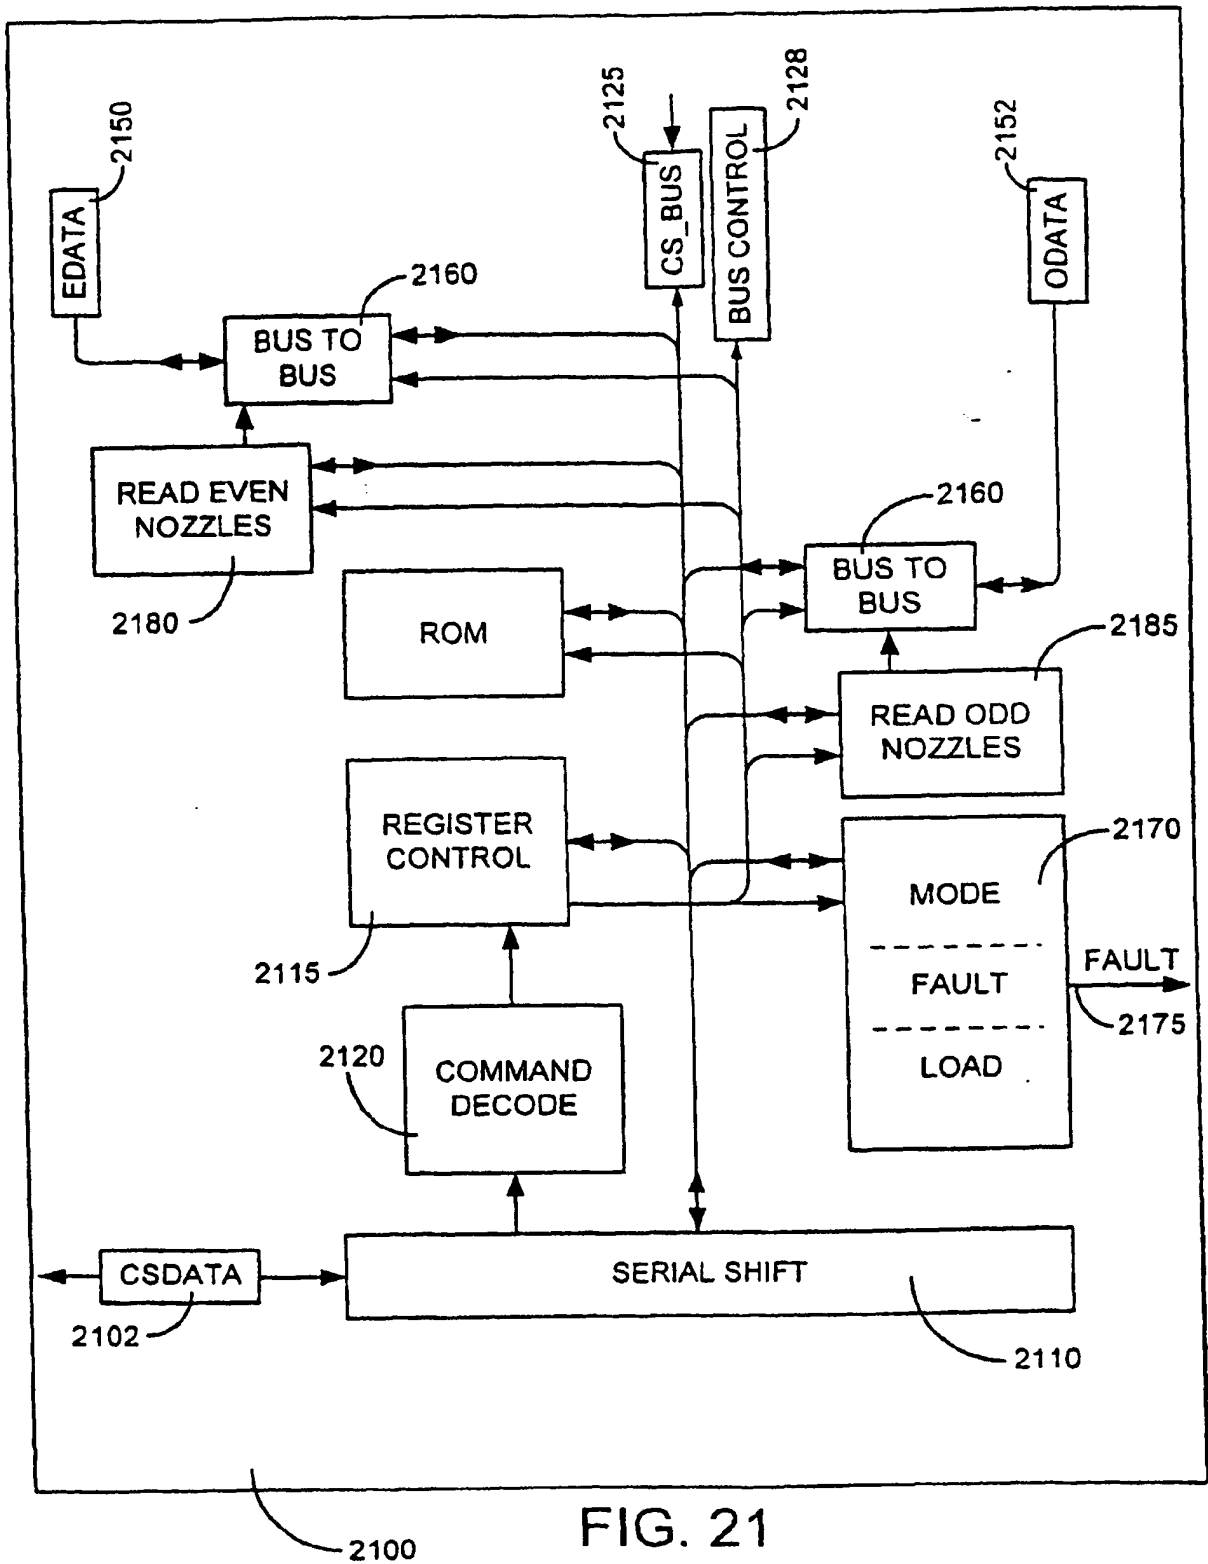 2150
EDATA
2125
CS_BUS
2128
BUS CONTROL
2152
ODATA
2160
BUS TO
BUS
READ EVEN
NOZZLES
2180
2160
BUS TO
BUS
ROM
2185
READ ODD
NOZZLES
REGISTER
CONTROL
2115
2170
MODE
FAULT
LOAD
FAULT
2175
2120
COMMAND
DECODE
CSDATA
2102
SERIAL SHIFT
2110
2100
FIG. 21